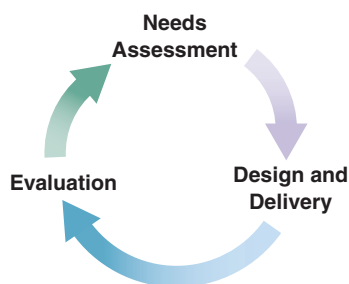 Needs
Assessment
Design and
Delivery
Evaluation